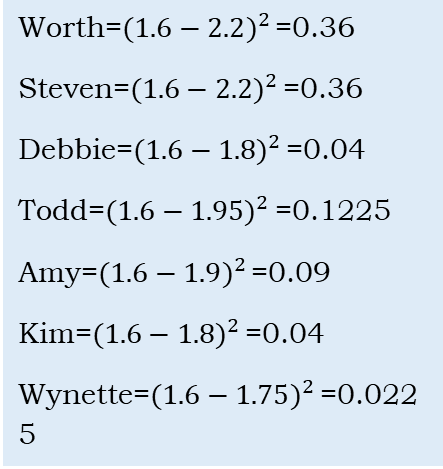 Worth=(1.6 − 2.2)² =0.36
Steven=(1.6 − 2.2)² =0.36
Debbie=(1.6 − 1.8)² =0.04
Todd=(1.6 − 1.95)² =0.1225
Amy=(1.6 − 1.9)² =0.09
Kim=(1.6 − 1.8)² =0.04
Wynette=(1.6 − 1.75)² =0.022
5